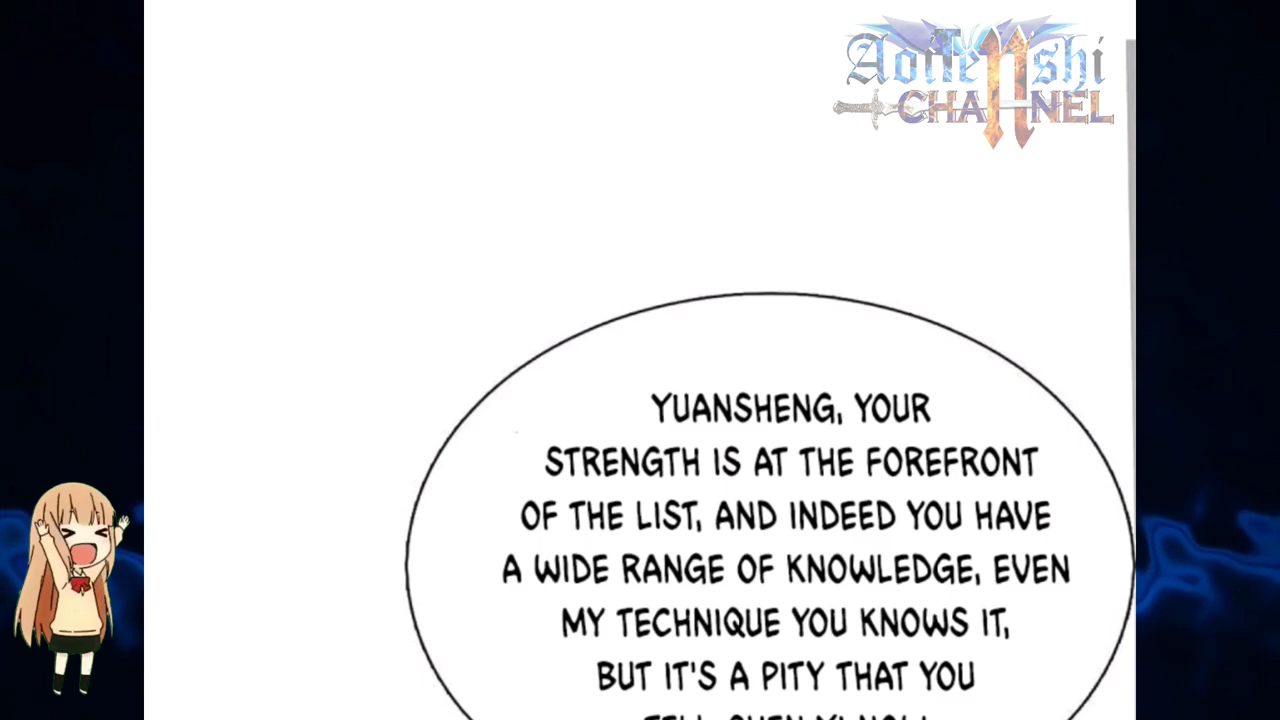 AoiTenshi
CHANNEL
YUANSHENG, YOUR
STRENGTH IS AT THE FOREFRONT
OF THE LIST, AND INDEED YOU HAVE
A WIDE RANGE OF KNOWLEDGE, EVEN
MY TECHNIQUE YOU KNOWS IT,
BUT IT'S A PITY THAT YOU